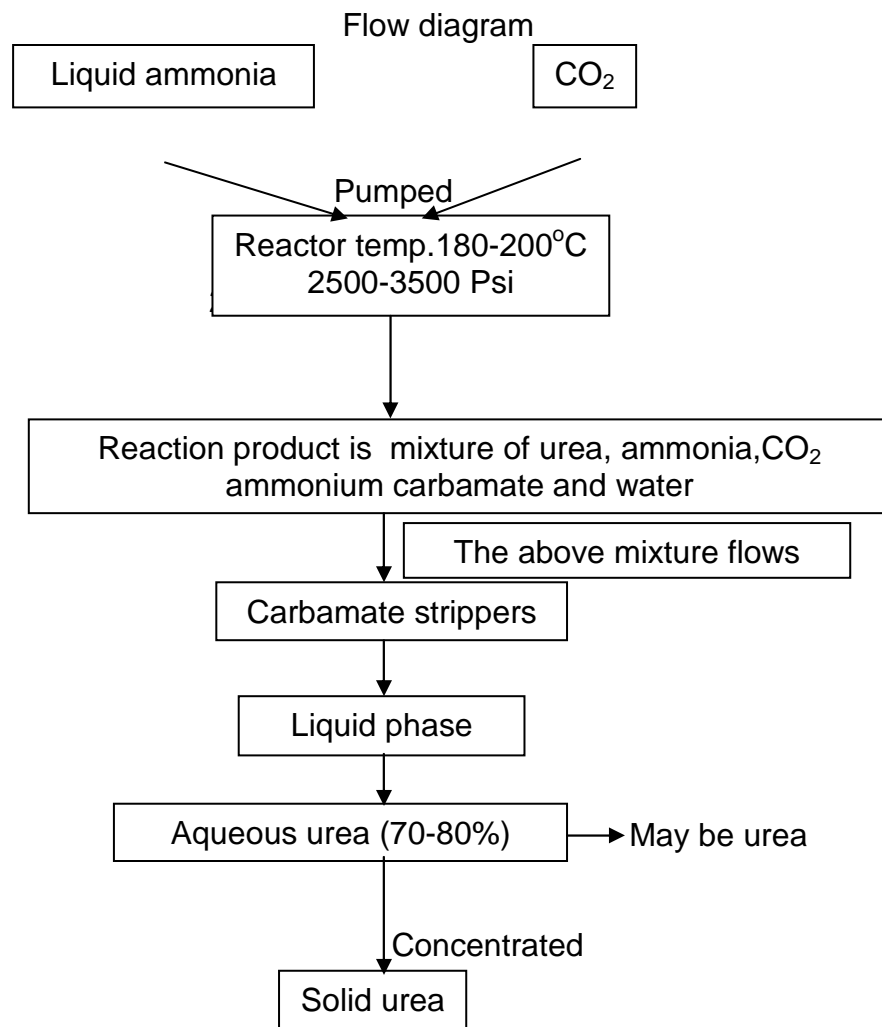 Flow diagram
Liquid ammonia
CO₂
Pumped
Reactor temp.180-200°C
2500-3500 Psi
Reaction product is mixture of urea, ammonia,CO₂
ammonium carbamate and water
The above mixture flows
Carbamate strippers
Liquid phase
Aqueous urea (70-80%)
May be urea
Concentrated
Solid urea